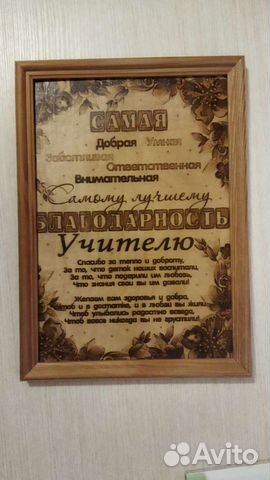 САМАЯ
Добрая Умная
Заботливая
Ответственная
Внимательная
Самому лучшему
БЛАГОДАРНОСТЬ
Учителю
Спасибо за тепло и доброту,
За то, что деток наших воспитали,
За то, что подарили им любовь,
Что знания свои вы им давали!
Желаем вам здоровья и добра,
Чтоб и в достатке, и в любви вы жили,
Чтоб улыбались радостно всегда,
Чтоб вовсе никогда вы не грустили!
Avito